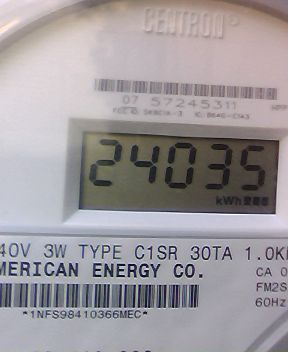 CENTRON®
07 57245311
24035
kWh
40V 3W TYPE C1SR 30TA 1.0K
MERICAN ENERGY CO.
CA 0
FM2S
60Hz
*1NFS98410366MEC*